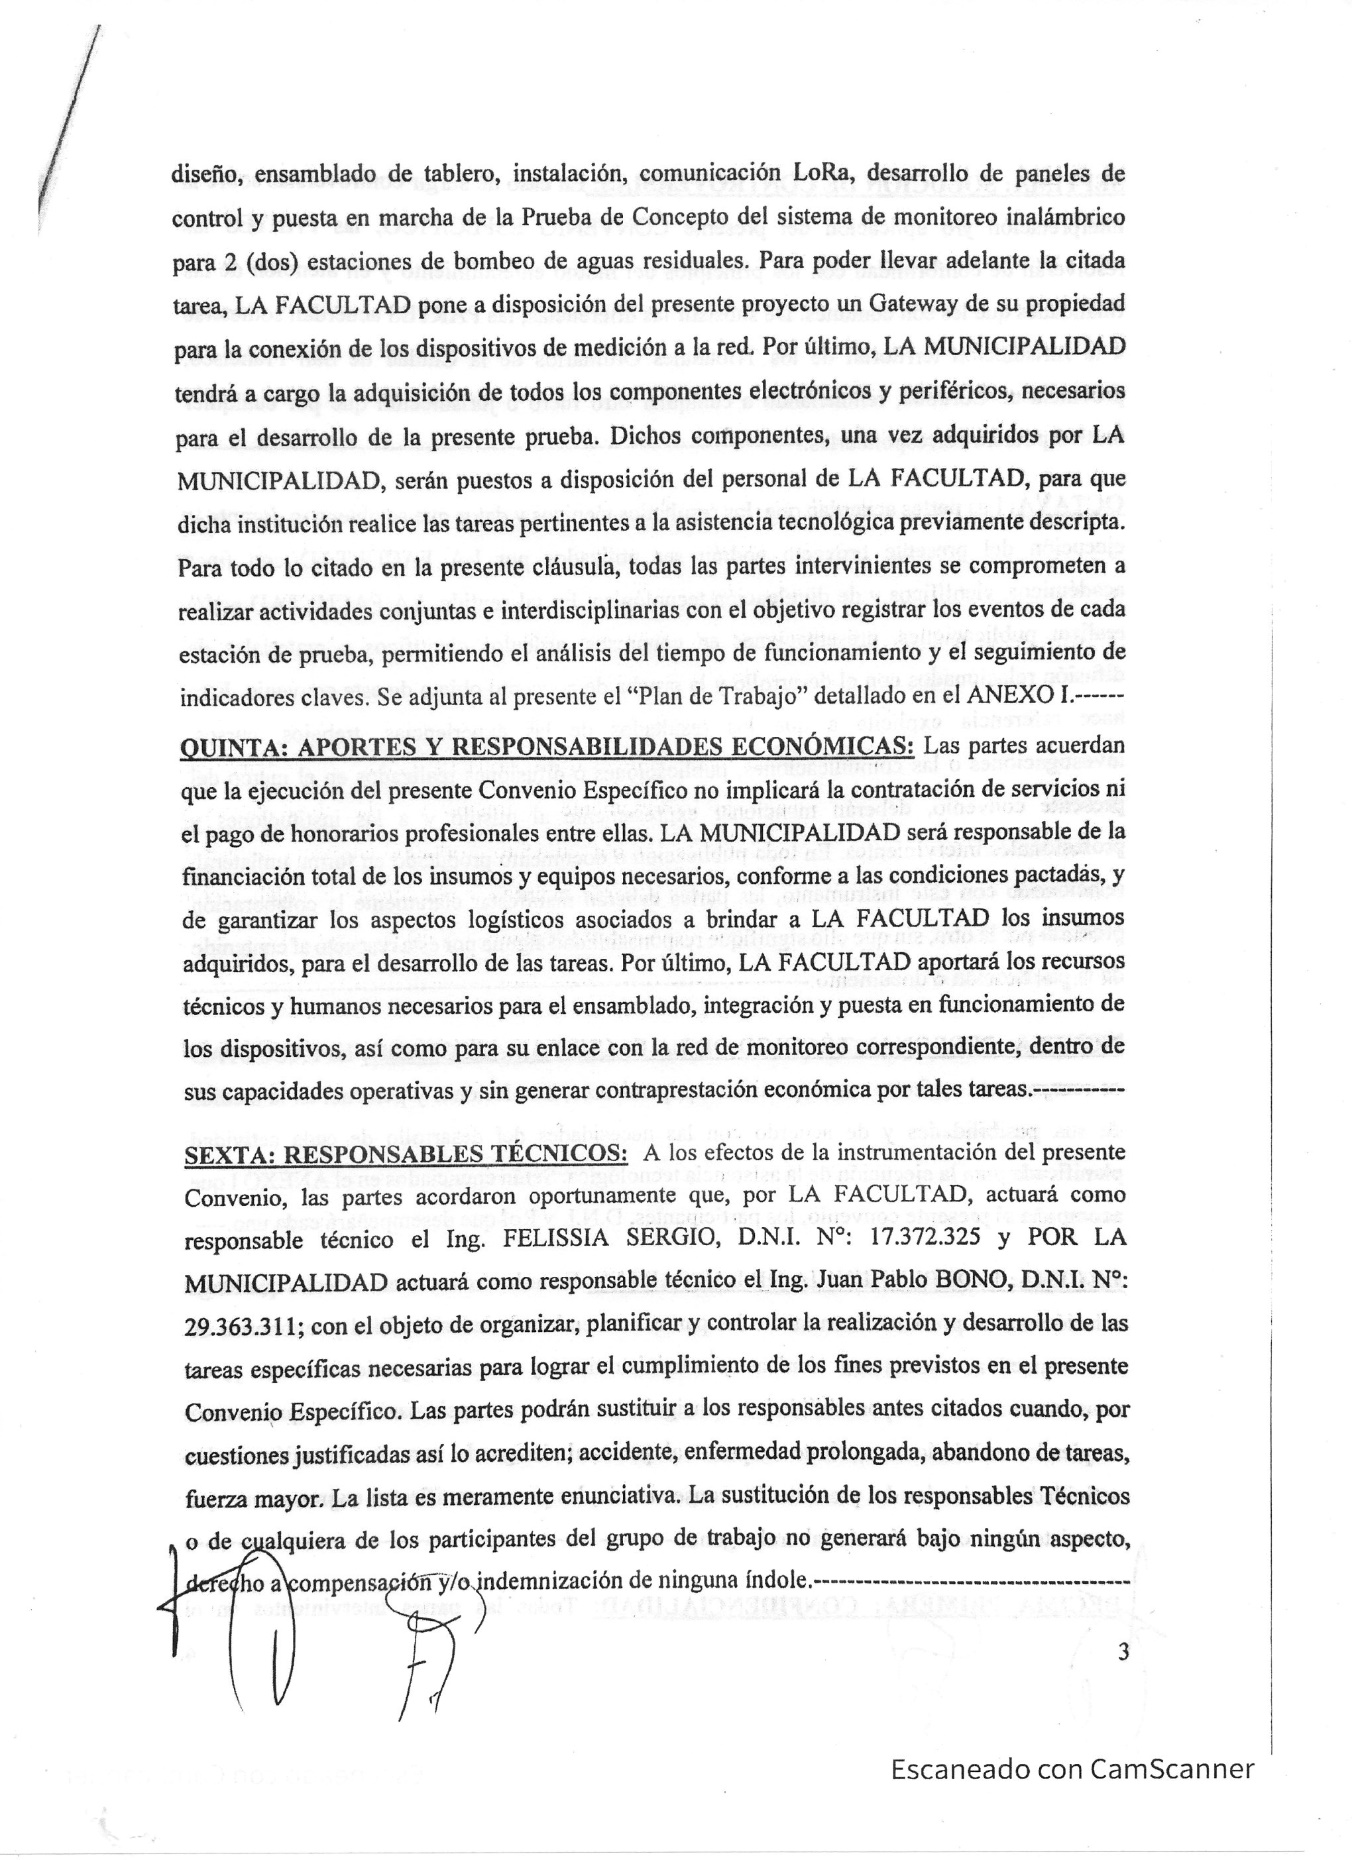 diseño, ensamblado de tablero, instalación, comunicación LoRa, desarrollo de paneles de
control y puesta en marcha de la Prueba de Concepto del sistema de monitoreo inalámbrico
para 2 (dos) estaciones de bombeo de aguas residuales. Para poder llevar adelante la citada
tarea, LA FACULTAD pone a disposición del presente proyecto un Gateway de su propiedad
para la conexión de los dispositivos de medición a la red. Por último, LA MUNICIPALIDAD
tendrá a cargo la adquisición de todos los componentes electrónicos y periféricos, necesarios
para el desarrollo de la presente prueba. Dichos componentes, una vez adquiridos por LA
MUNICIPALIDAD, serán puestos a disposición del personal de LA FACULTAD, para que
dicha institución realice las tareas pertinentes a la asistencia tecnológica previamente descripta.
Para todo lo citado en la presente cláusula, todas las partes intervinientes se comprometen a
realizar actividades conjuntas e interdisciplinarias con el objetivo registrar los eventos de cada
estación de prueba, permitiendo el análisis del tiempo de funcionamiento y el seguimiento de
indicadores claves. Se adjunta al presente el “Plan de Trabajo” detallado en el ANEXO I.------
QUINTA: APORTES Y RESPONSABILIDADES ECONÓMICAS: Las partes acuerdan
que la ejecución del presente Convenio Específico no implicará la contratación de servicios ni
el pago de honorarios profesionales entre ellas. LA MUNICIPALIDAD será responsable de la
financiación total de los insumos y equipos necesarios, conforme a las condiciones pactadas, y
de garantizar los aspectos logísticos asociados a brindar a LA FACULTAD los insumos
adquiridos, para el desarrollo de las tareas. Por último, LA FACULTAD aportará los recursos
técnicos y humanos necesarios para el ensamblado, integración y puesta en funcionamiento de
los dispositivos, así como para su enlace con la red de monitoreo correspondiente, dentro de
sus capacidades operativas y sin generar contraprestación económica por tales tareas.-----------
SEXTA: RESPONSABLES TÉCNICOS: A los efectos de la instrumentación del presente
Convenio, las partes acordaron oportunamente que, por LA FACULTAD, actuará como
responsable técnico el Ing. FELISSIA SERGIO, D.N.I. Nº: 17.372.325 y POR LA
MUNICIPALIDAD actuará como responsable técnico el Ing. Juan Pablo BONO, D.N.I. Nº:
29.363.311; con el objeto de organizar, planificar y controlar la realización y desarrollo de las
tareas específicas necesarias para lograr el cumplimiento de los fines previstos en el presente
Convenio Específico. Las partes podrán sustituir a los responsables antes citados cuando, por
cuestiones justificadas así lo acrediten; accidente, enfermedad prolongada, abandono de tareas,
fuerza mayor. La lista es meramente enunciativa. La sustitución de los responsables Técnicos
o de cualquiera de los participantes del grupo de trabajo no generará bajo ningún aspecto,
derecho a compensación y/o indemnización de ninguna índole.--------------------------------------
3
Escaneado con CamScanner